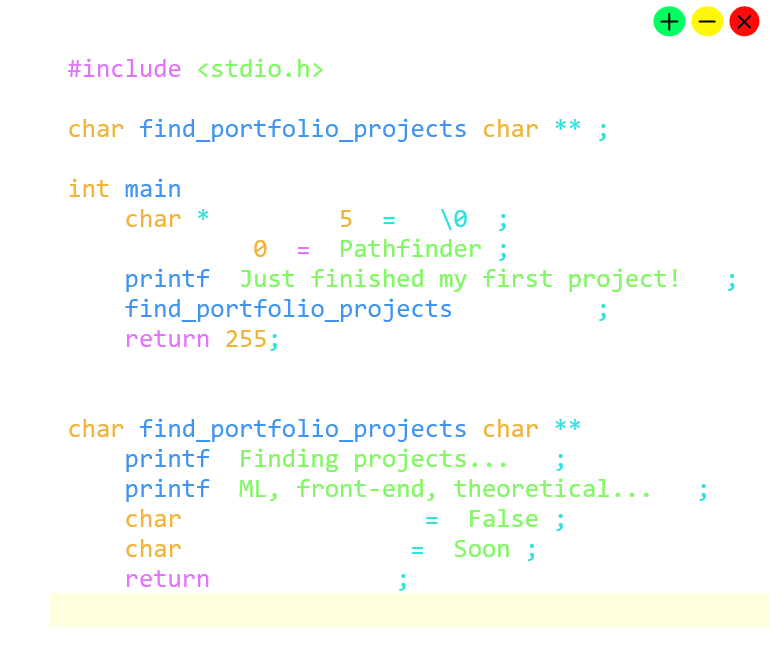 #include <stdio.h>
char find_portfolio_projects char ** ;
int main
char * 5 = \0 ;
0 = Pathfinder ;
printf Just finished my first project! ;
find_portfolio_projects ;
return 255;
char find_portfolio_projects char **
printf Finding projects... ;
printf ML, front-end, theoretical... ;
char = False ;
char = Soon ;
return ;